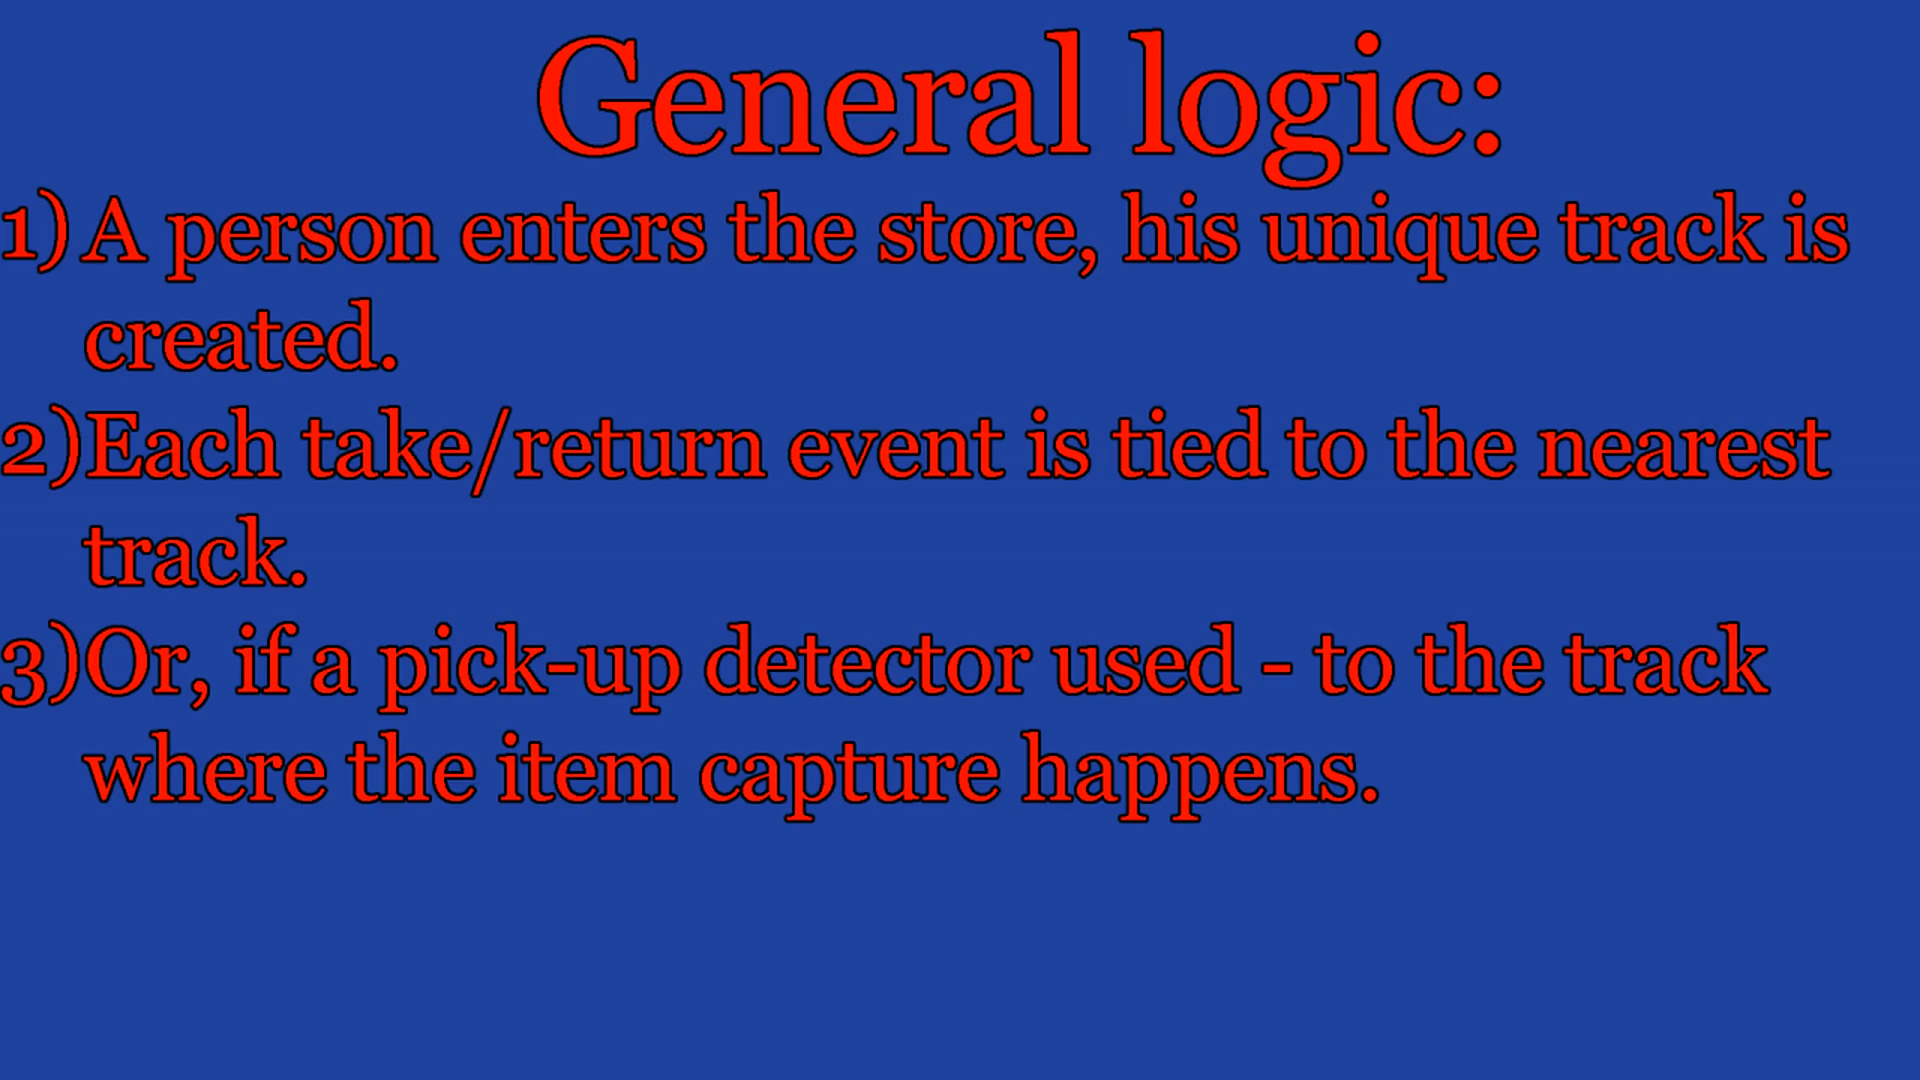 General logic:
1) A person enters the store, his unique track is
created.
2) Each take/return event is tied to the nearest
track.
3) Or, if a pick-up detector used - to the track
where the item capture happens.